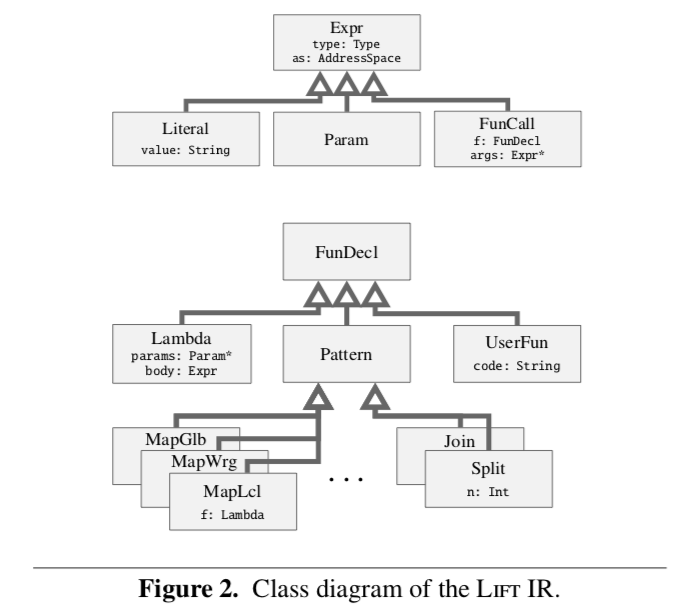 Expr
type: Type
as: AddressSpace
Literal
value: String
Param
FunCall
f: FunDecl
args: Expr*
FunDecl
Lambda
params: Param*
body: Expr
Pattern
UserFun
code: String
MapGlb
MapWrg
MapLcl
f: Lambda
. . .
Join
Split
n: Int
Figure 2. Class diagram of the LIFT IR.